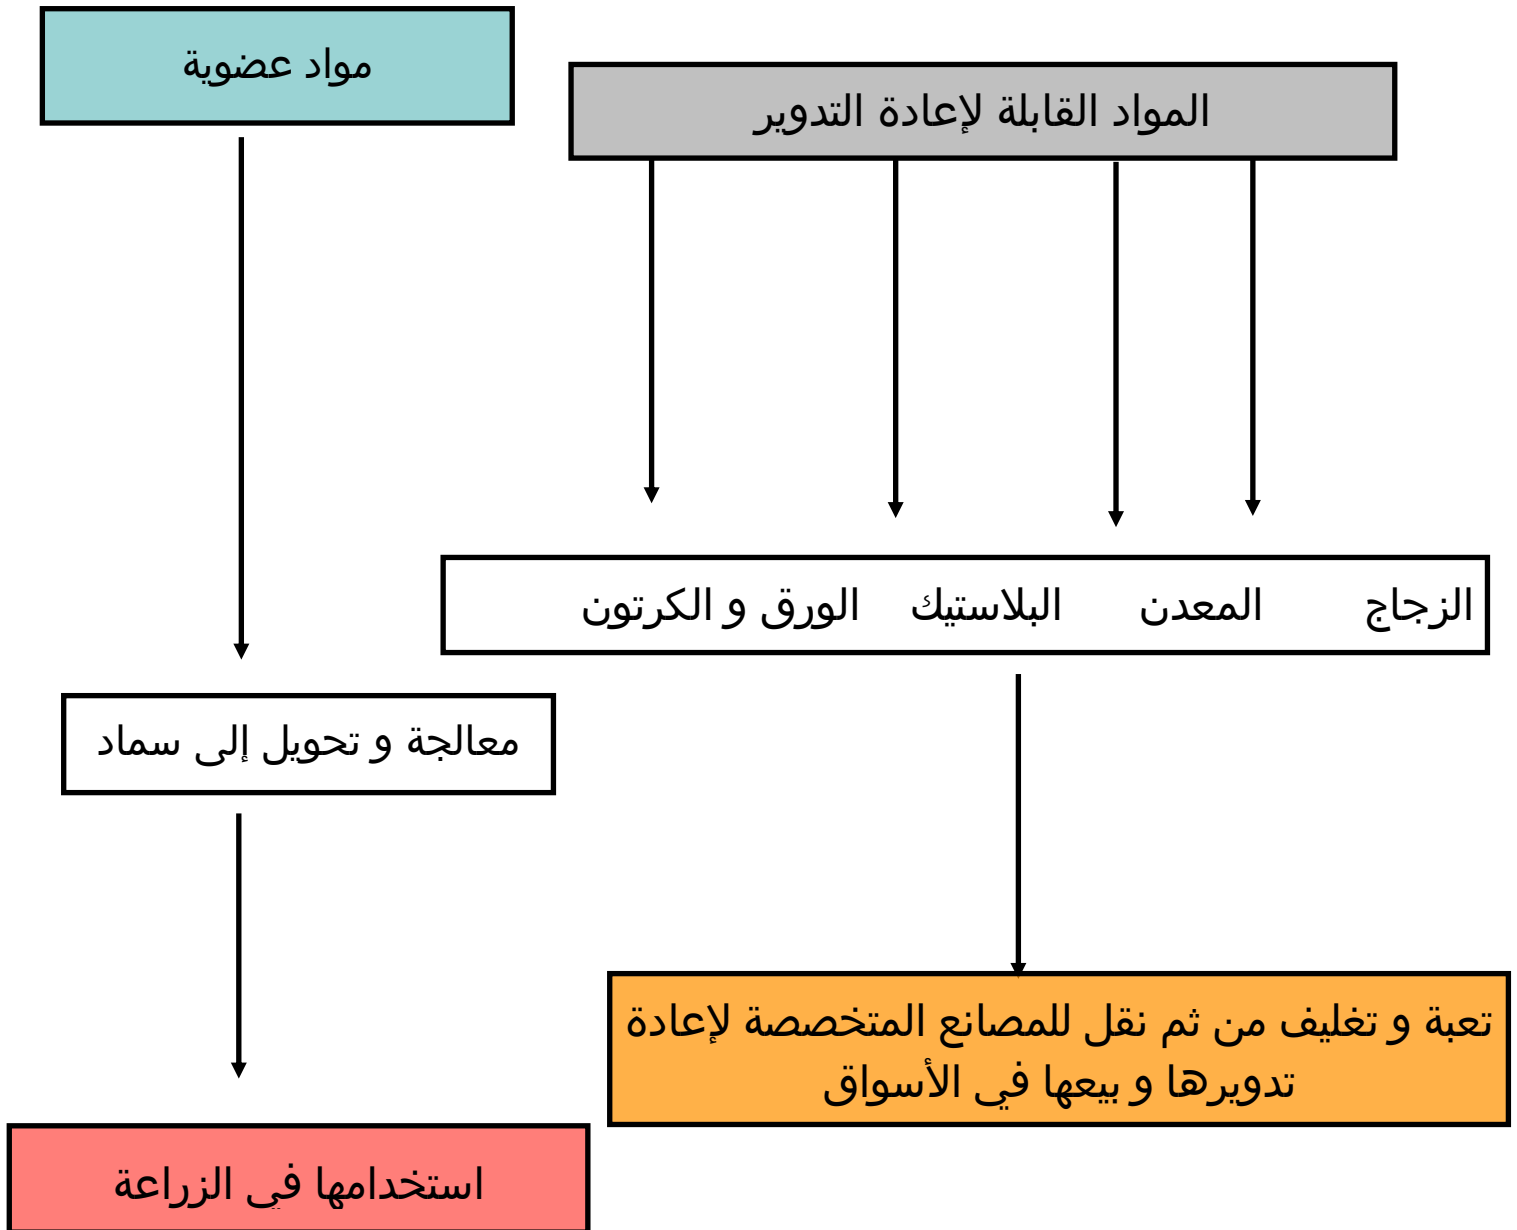 مواد عضوية
المواد القابلة لإعادة التدوير
الزجاج المعدن البلاستيك الورق و الكرتون
معالجة و تحويل إلى سماد
تعبة و تغليف من ثم نقل للمصانع المتخصصة لإعادة
تدويرها و بيعها في الأسواق
استخدامها في الزراعة